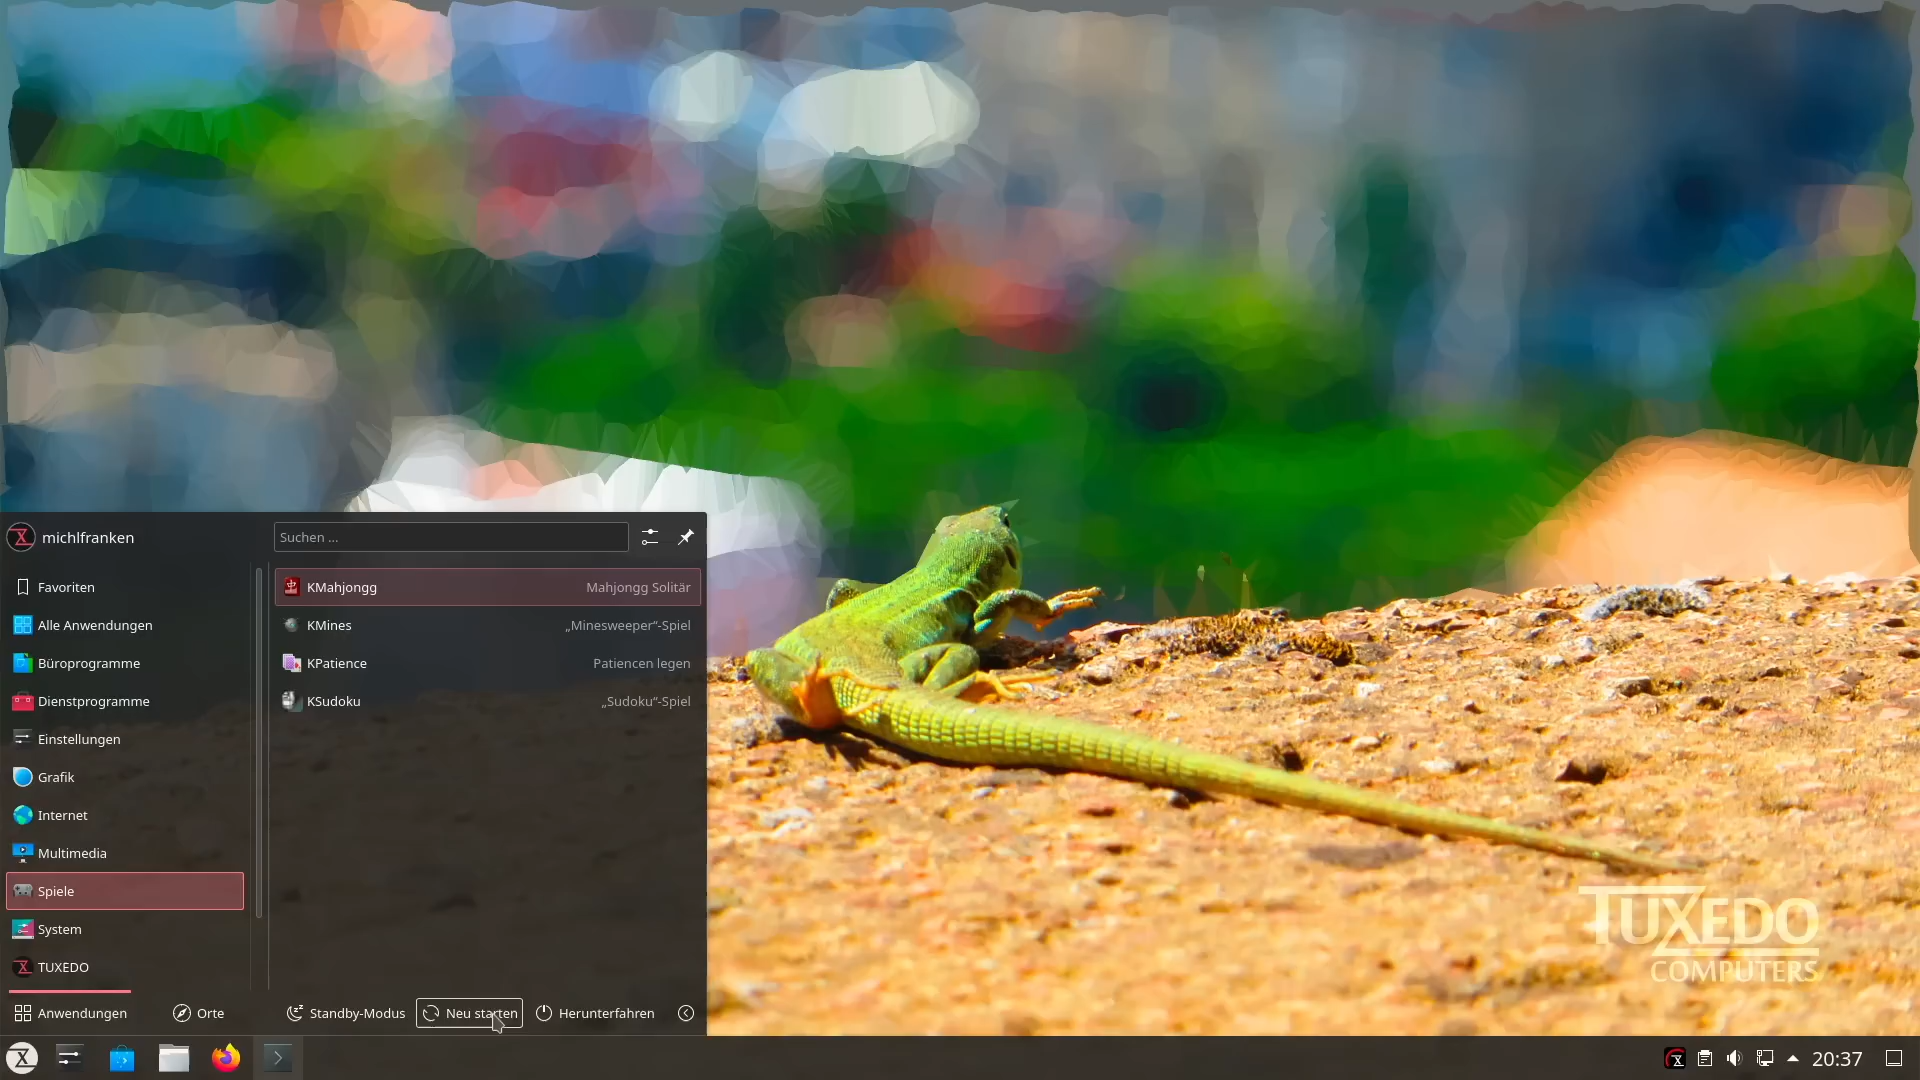 michlfranken
Suchen ...
Favoriten
Alle Anwendungen
Büroprogramme
Dienstprogramme
Einstellungen
Grafik
Internet
Multimedia
Spiele
System
TUXEDO
KMahjongg Mahjongg Solitär
KMines „Minesweeper“-Spiel
KPatience Patiencen legen
KSudoku „Sudoku“-Spiel
Anwendungen Orte Standby-Modus Neu starten Herunterfahren
TUXEDO
COMPUTERS
20:37